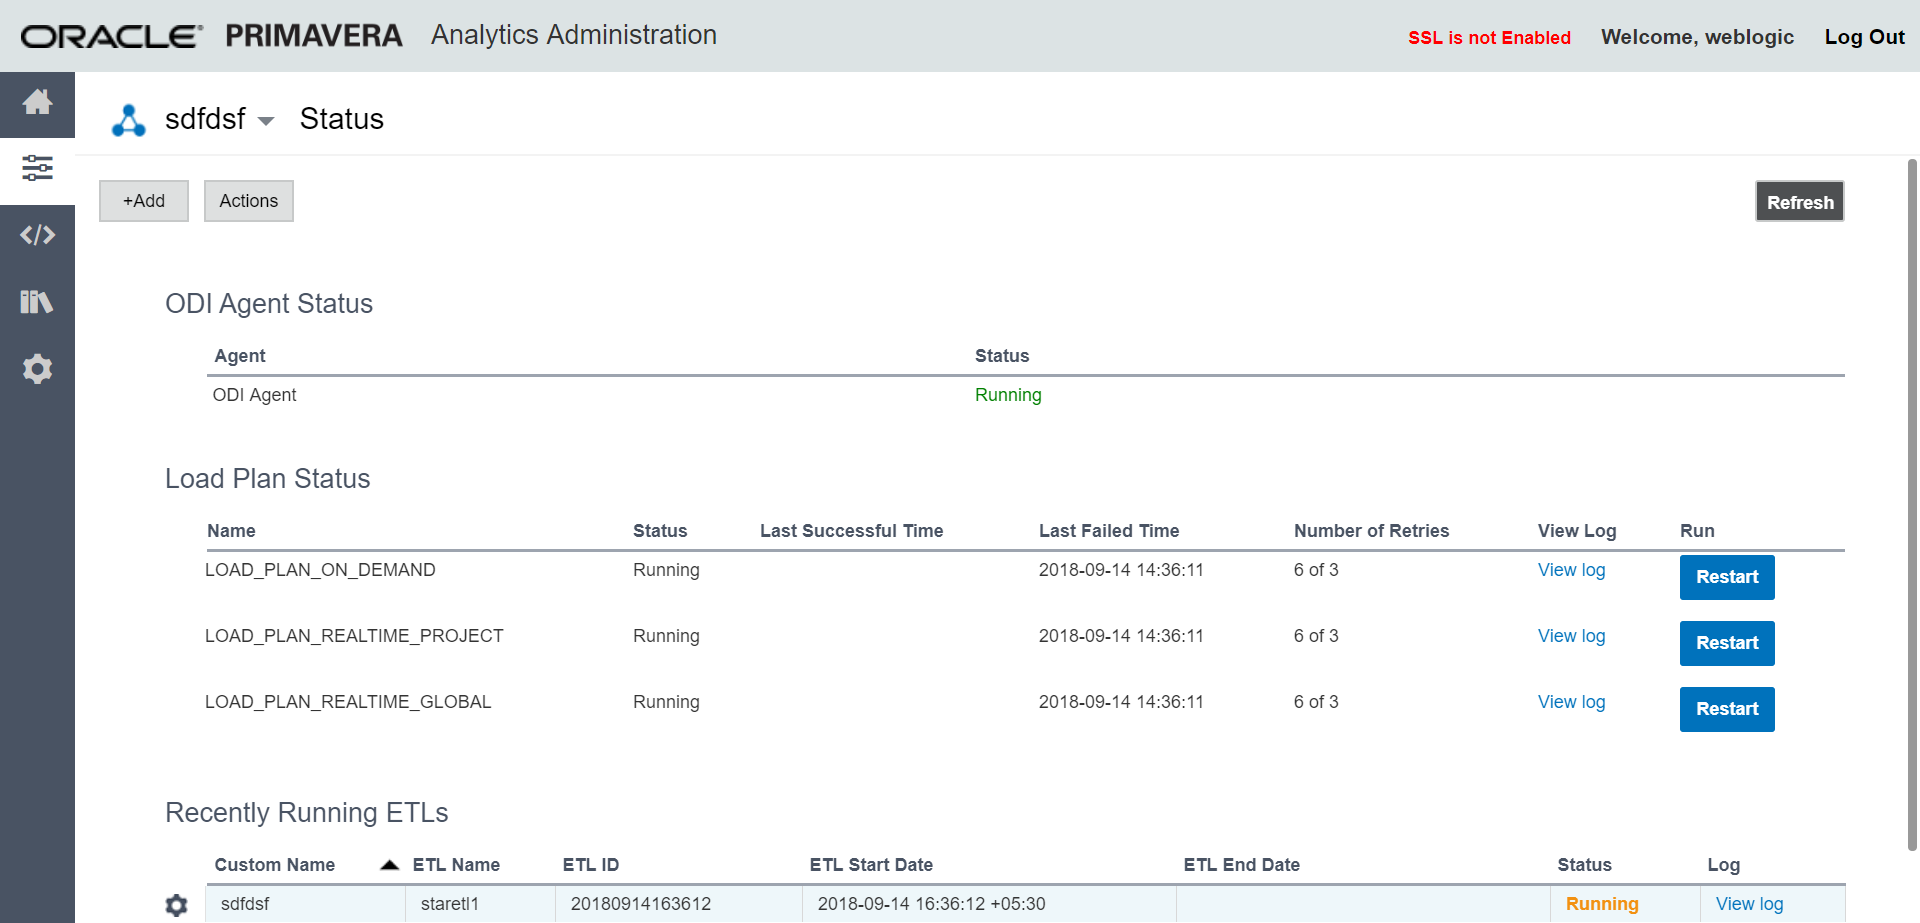 ORACLE® PRIMAVERA Analytics Administration SSL is not Enabled Welcome, weblogic Log Out
sdfdsf Status
+Add Actions Refresh
ODI Agent Status
Agent Status
ODI Agent Running
Load Plan Status
Name Status Last Successful Time Last Failed Time Number of Retries View Log Run
LOAD_PLAN_ON_DEMAND Running 2018-09-14 14:36:11 6 of 3 View log Restart
LOAD_PLAN_REALTIME_PROJECT Running 2018-09-14 14:36:11 6 of 3 View log Restart
LOAD_PLAN_REALTIME_GLOBAL Running 2018-09-14 14:36:11 6 of 3 View log Restart
Recently Running ETLs
Custom Name ETL Name ETL ID ETL Start Date ETL End Date Status Log
sdfdsf staretl1 20180914163612 2018-09-14 16:36:12 +05:30 Running View log